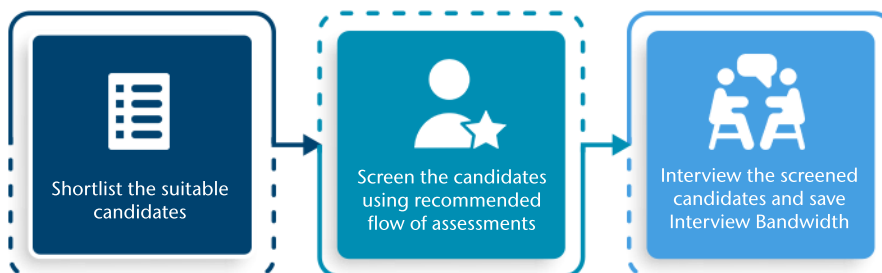 Shortlist the suitable
candidates
Screen the candidates
using recommended
flow of assessments
Interview the screened
candidates and save
Interview Bandwidth